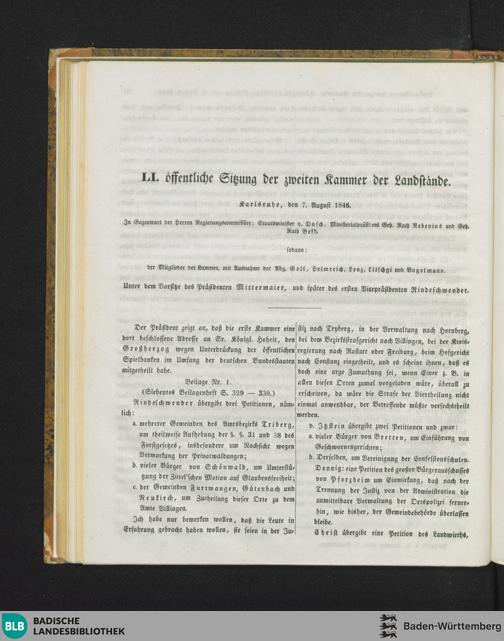 LI. öffentliche Sitzung der zweiten Kammer der Landstände.
Karlsruhe, den 7. August 1846.
In Gegenwart der Herren Regierungscommissäre: Staatsminister v. Dusch, Ministerialpräsident Geh. Rath Nebenius und Geh.
Rath Bekk,
sodann:
der Mitglieder der Kammer, mit Ausnahme der Abg. Goll, Helmreich, Lenz, Litschgi und Vogelmann.
Unter dem Vorsitze des Präsidenten Mittermaier, und später des ersten Vicepräsidenten Rindeschwender.
Der Präsident zeigt an, daß die erste Kammer eine
dort beschlossene Adresse an Sr. Königl. Hoheit, den
Großherzog wegen Unterdrückung der öffentlichen
Spielbanken im Umfang der deutschen Bundesstaaten
mitgetheilt habe.
Beilage Nr. 1.
(Siebentes Beilagenheft S. 329 — 330.)
Rindeschwender übergibt drei Petitionen, näm-
lich:
a. mehrerer Gemeinden des Amtsbezirks Triberg,
um theilweise Aufhebung der §. §. 31 und 38 des
Forstgesetzes, insbesondere um Nachsicht wegen
Vermarkung der Privatwaldungen;
b. vieler Bürger von Schönwald, um Unterstü-
tzung der Zittel'schen Motion auf Glaubensfreiheit;
c. der Gemeinden Furtwangen, Gütenbach und
Neukirch, um Zutheilung dieser Orte zu dem
Amte Villingen.
Ich habe nur bemerken wollen, daß die Leute in
Erfahrung gebracht haben wollen, sie seien in der Ju-
stiz nach Tryberg, in der Verwaltung nach Hornberg,
bei dem Bezirksstrafgericht nach Villingen, bei der Kreis-
regierung nach Rastatt oder Freiburg, beim Hofgericht
nach Constanz eingetheilt, und es scheine ihnen, daß es
doch eine arge Zumuthung sei, wenn Einer z. B. in
allen diesen Orten zumal vorgeladen wäre, überall zu
erscheinen, da wäre die Strafe der Viertheilung nicht
einmal anwendbar, der Betreffende müßte versechstheilt
werden.
v. Itzstein übergibt zwei Petitionen und zwar:
a. vieler Bürger von Bretten, um Einführung von
Geschwornengerichten;
b. Derselben, um Vereinigung der Confessionsschulen.
Dennig: eine Petition des großen Bürgerausschusses
von Pforzheim um Einwirkung, daß nach der
Trennung der Justiz von der Administration die
unmittelbare Verwaltung der Ortspolizei ferner-
hin, wie bisher, der Gemeindebehörde überlassen
bleibe.
Christ übergibt eine Petition des Landwirths,
BLB
BADISCHE
LANDESBIBLIOTHEK
Baden-Württemberg